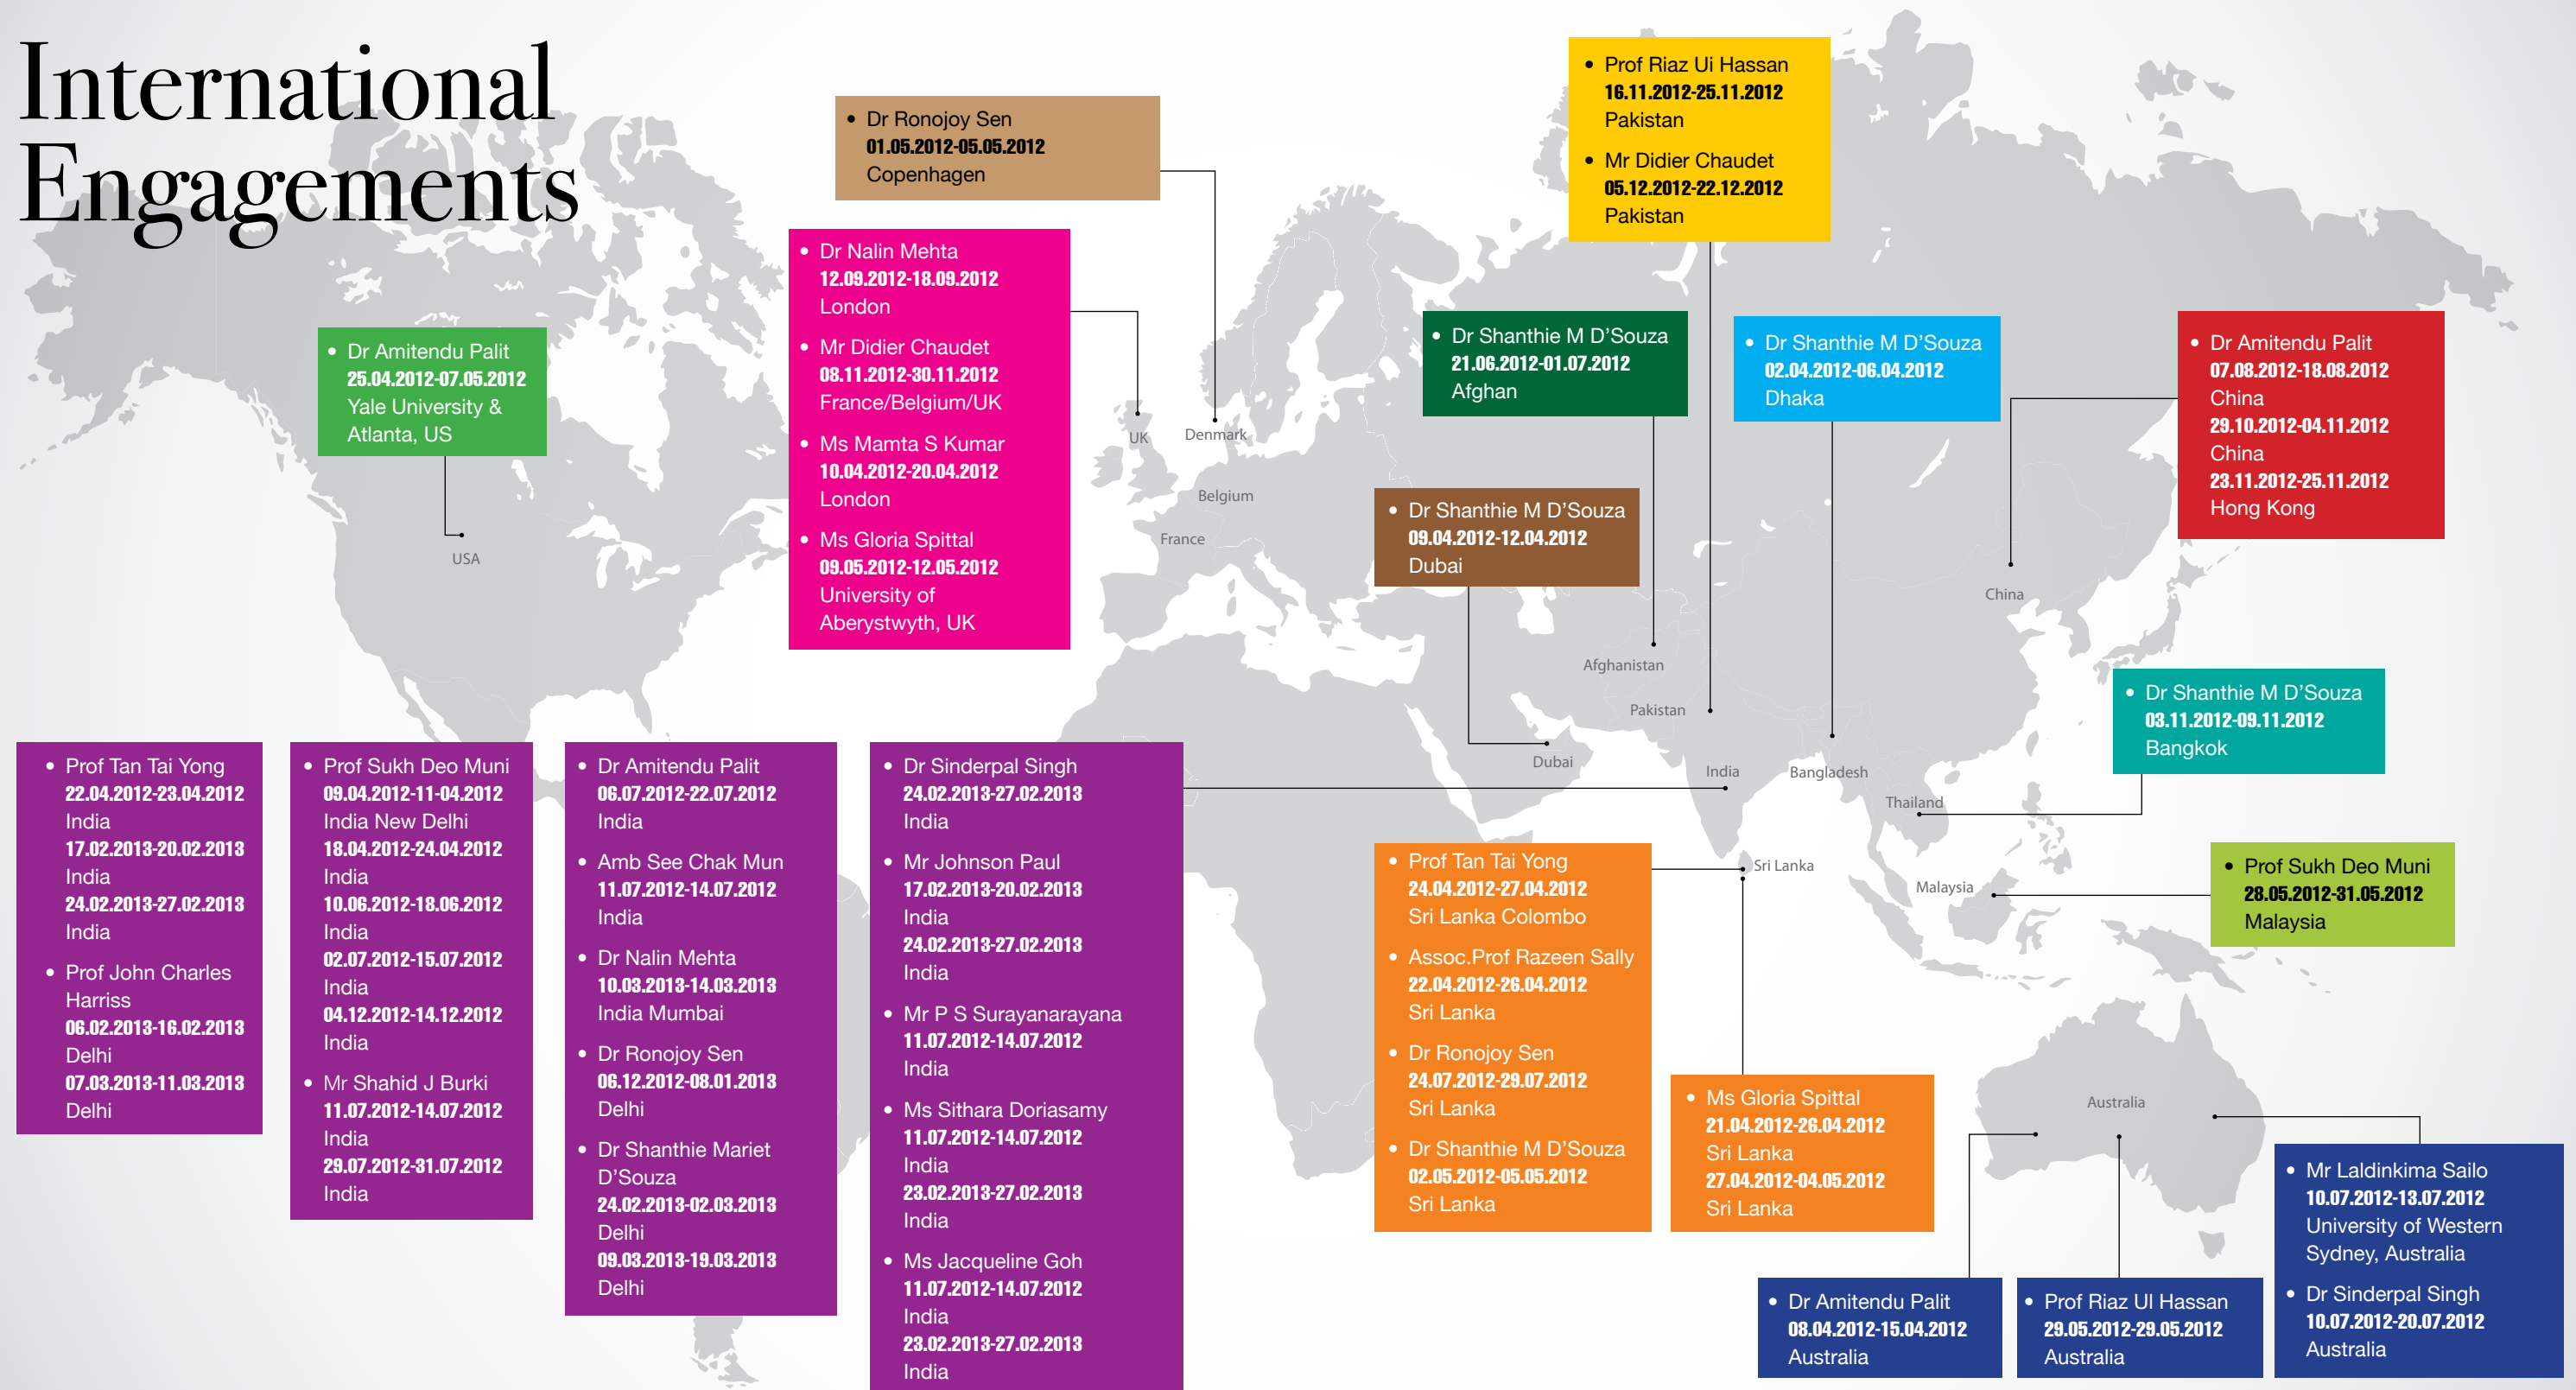 International
Engagements
• Dr Ronojoy Sen
01.05.2012-05.05.2012
Copenhagen
• Prof Riaz Ui Hassan
16.11.2012-25.11.2012
Pakistan
• Mr Didier Chaudet
05.12.2012-22.12.2012
Pakistan
• Dr Nalin Mehta
12.09.2012-18.09.2012
London
• Mr Didier Chaudet
08.11.2012-30.11.2012
France/Belgium/UK
• Ms Mamta S Kumar
10.04.2012-20.04.2012
London
• Ms Gloria Spittal
09.05.2012-12.05.2012
University of
Aberystwyth, UK
• Dr Amitendu Palit
25.04.2012-07.05.2012
Yale University &
Atlanta, US
• Dr Shanthie M D'Souza
21.06.2012-01.07.2012
Afghan
• Dr Shanthie M D'Souza
02.04.2012-06.04.2012
Dhaka
• Dr Amitendu Palit
07.08.2012-18.08.2012
China
29.10.2012-04.11.2012
China
23.11.2012-25.11.2012
Hong Kong
• Dr Shanthie M D'Souza
09.04.2012-12.04.2012
Dubai
UK
Denmark
Belgium
France
USA
China
Afghanistan
Pakistan
Dubai
India
Bangladesh
Thailand
Sri Lanka
Malaysia
Australia
• Dr Shanthie M D'Souza
03.11.2012-09.11.2012
Bangkok
• Prof Tan Tai Yong
22.04.2012-23.04.2012
India
17.02.2013-20.02.2013
India
24.02.2013-27.02.2013
India
• Prof John Charles
Harriss
06.02.2013-16.02.2013
Delhi
07.03.2013-11.03.2013
Delhi
• Prof Sukh Deo Muni
09.04.2012-11-04.2012
India New Delhi
18.04.2012-24.04.2012
India
10.06.2012-18.06.2012
India
02.07.2012-15.07.2012
India
04.12.2012-14.12.2012
India
• Mr Shahid J Burki
11.07.2012-14.07.2012
India
29.07.2012-31.07.2012
India
• Dr Amitendu Palit
06.07.2012-22.07.2012
India
• Amb See Chak Mun
11.07.2012-14.07.2012
India
• Dr Nalin Mehta
10.03.2013-14.03.2013
India Mumbai
• Dr Ronojoy Sen
06.12.2012-08.01.2013
Delhi
• Dr Shanthie Mariet
D'Souza
24.02.2013-02.03.2013
Delhi
09.03.2013-19.03.2013
Delhi
• Dr Sinderpal Singh
24.02.2013-27.02.2013
India
• Mr Johnson Paul
17.02.2013-20.02.2013
India
24.02.2013-27.02.2013
India
• Mr P S Surayanarayana
11.07.2012-14.07.2012
India
• Ms Sithara Doriasamy
11.07.2012-14.07.2012
India
23.02.2013-27.02.2013
India
• Ms Jacqueline Goh
11.07.2012-14.07.2012
India
23.02.2013-27.02.2013
India
• Prof Tan Tai Yong
24.04.2012-27.04.2012
Sri Lanka Colombo
• Assoc.Prof Razeen Sally
22.04.2012-26.04.2012
Sri Lanka
• Dr Ronojoy Sen
24.07.2012-29.07.2012
Sri Lanka
• Dr Shanthie M D'Souza
02.05.2012-05.05.2012
Sri Lanka
• Ms Gloria Spittal
21.04.2012-26.04.2012
Sri Lanka
27.04.2012-04.05.2012
Sri Lanka
• Prof Sukh Deo Muni
28.05.2012-31.05.2012
Malaysia
• Dr Amitendu Palit
08.04.2012-15.04.2012
Australia
• Prof Riaz Ul Hassan
29.05.2012-29.05.2012
Australia
• Mr Laldinkima Sailo
10.07.2012-13.07.2012
University of Western
Sydney, Australia
• Dr Sinderpal Singh
10.07.2012-20.07.2012
Australia